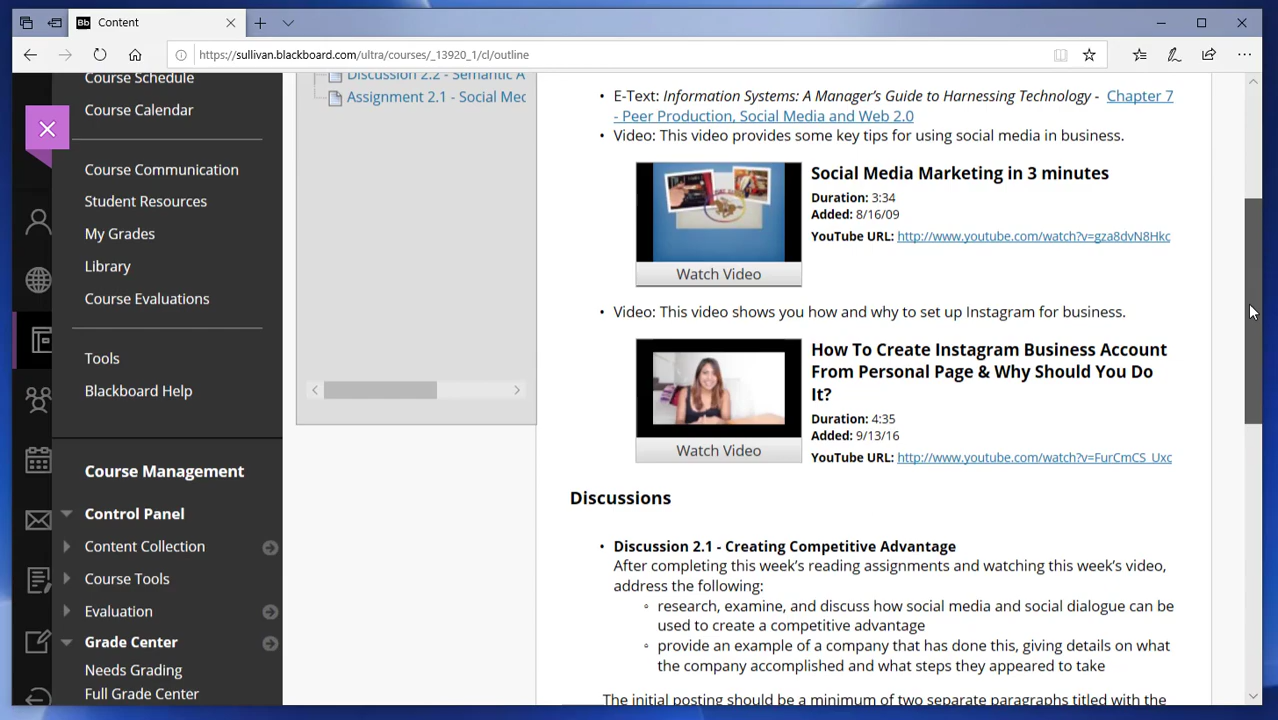 Bb Content
https://sullivan.blackboard.com/ultra/courses/_13920_1/cl/outline
Course Schedule
Course Calendar
Course Communication
Student Resources
My Grades
Library
Course Evaluations
Tools
Blackboard Help
Course Management
Control Panel
Content Collection
Course Tools
Evaluation
Grade Center
Needs Grading
Full Grade Center
Discussion 2.2 - Semantic A
Assignment 2.1 - Social Mec
• E-Text: Information Systems: A Manager's Guide to Harnessing Technology - Chapter 7
- Peer Production, Social Media and Web 2.0
• Video: This video provides some key tips for using social media in business.
Social Media Marketing in 3 minutes
Duration: 3:34
Added: 8/16/09
YouTube URL: http://www.youtube.com/watch?v=gza8dvN8Hkc
Watch Video
• Video: This video shows you how and why to set up Instagram for business.
How To Create Instagram Business Account
From Personal Page & Why Should You Do
It?
Duration: 4:35
Added: 9/13/16
YouTube URL: http://www.youtube.com/watch?v=FurCmCS_Uxc
Watch Video
Discussions
• Discussion 2.1 - Creating Competitive Advantage
After completing this week's reading assignments and watching this week's video,
address the following:
◦ research, examine, and discuss how social media and social dialogue can be
used to create a competitive advantage
◦ provide an example of a company that has done this, giving details on what
the company accomplished and what steps they appeared to take
The initial posting should be a minimum of two separate paragraphs titled with the